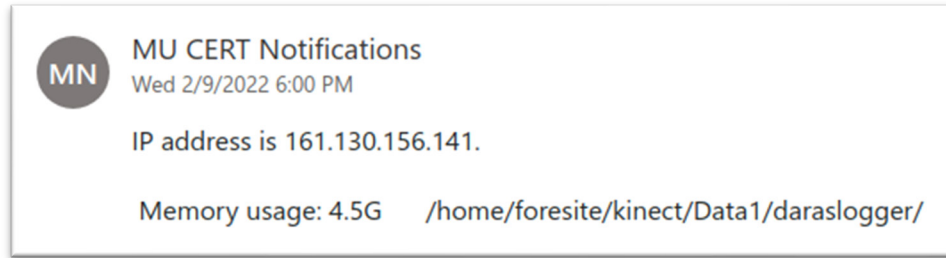 MN
MU CERT Notifications
Wed 2/9/2022 6:00 PM
IP address is 161.130.156.141.
Memory usage: 4.5G /home/foresite/kinect/Data1/daraslogger/